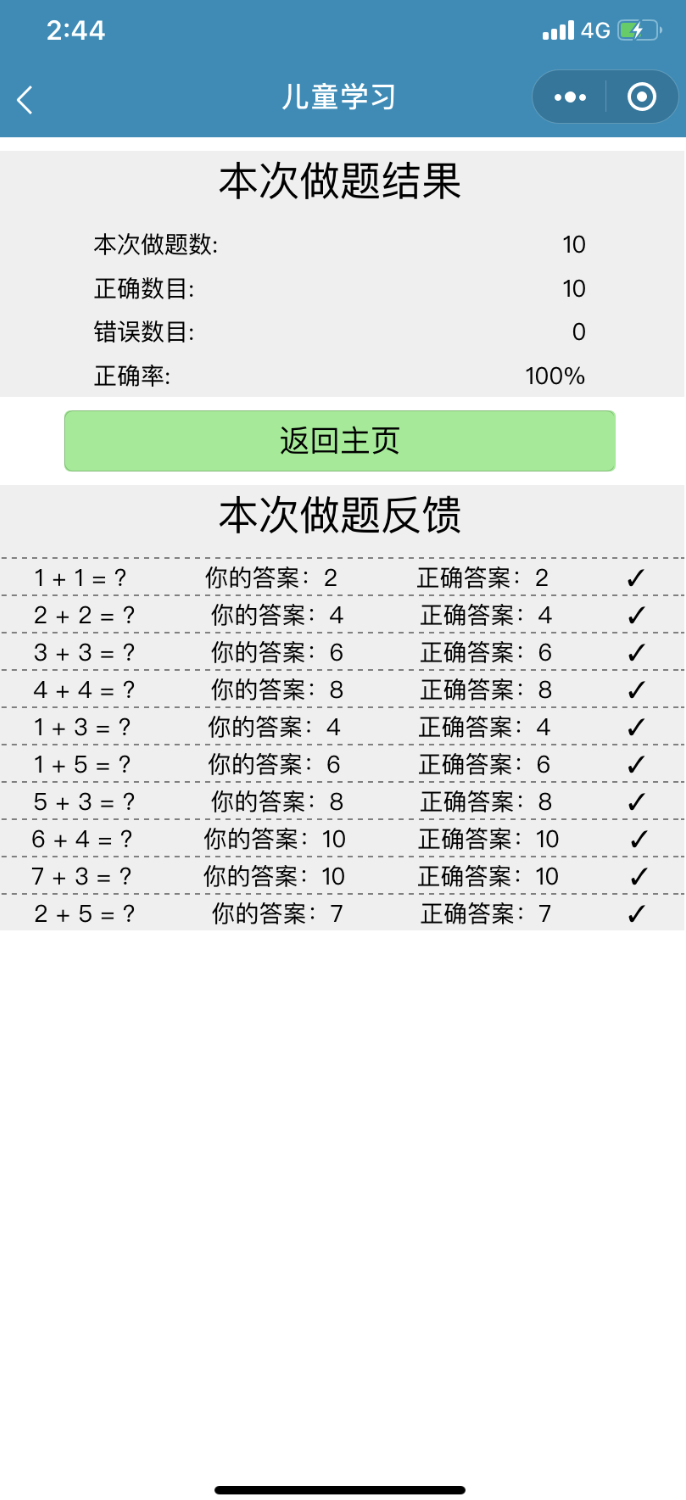 2:44 4G
儿童学习
本次做题结果
本次做题数: 10
正确数目: 10
错误数目: 0
正确率: 100%
返回主页
本次做题反馈
1 + 1 = ? 你的答案：2 正确答案：2 ✓
2 + 2 = ? 你的答案：4 正确答案：4 ✓
3 + 3 = ? 你的答案：6 正确答案：6 ✓
4 + 4 = ? 你的答案：8 正确答案：8 ✓
1 + 3 = ? 你的答案：4 正确答案：4 ✓
1 + 5 = ? 你的答案：6 正确答案：6 ✓
5 + 3 = ? 你的答案：8 正确答案：8 ✓
6 + 4 = ? 你的答案：10 正确答案：10 ✓
7 + 3 = ? 你的答案：10 正确答案：10 ✓
2 + 5 = ? 你的答案：7 正确答案：7 ✓